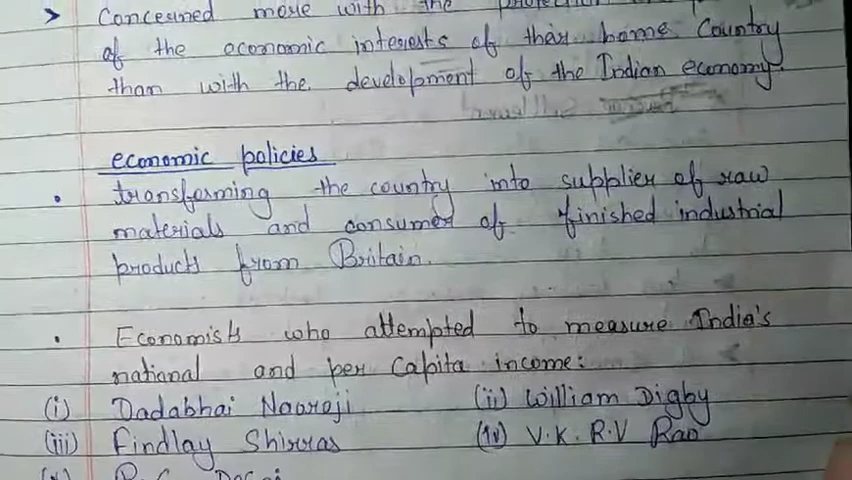 > Concerned more with the protection
of the economic interests of their home Country
than with the development of the Indian economy.
economic policies
• transforming the country into supplier of raw
materials and consumer of finished industrial
products from Britain.
• Economists who attempted to measure India's
national and per Capita income:
(i) Dadabhai Naoroji (ii) William Digby
(iii) Findlay Shirras (iv) V.K.R.V Rao
(v) R.C. Desai